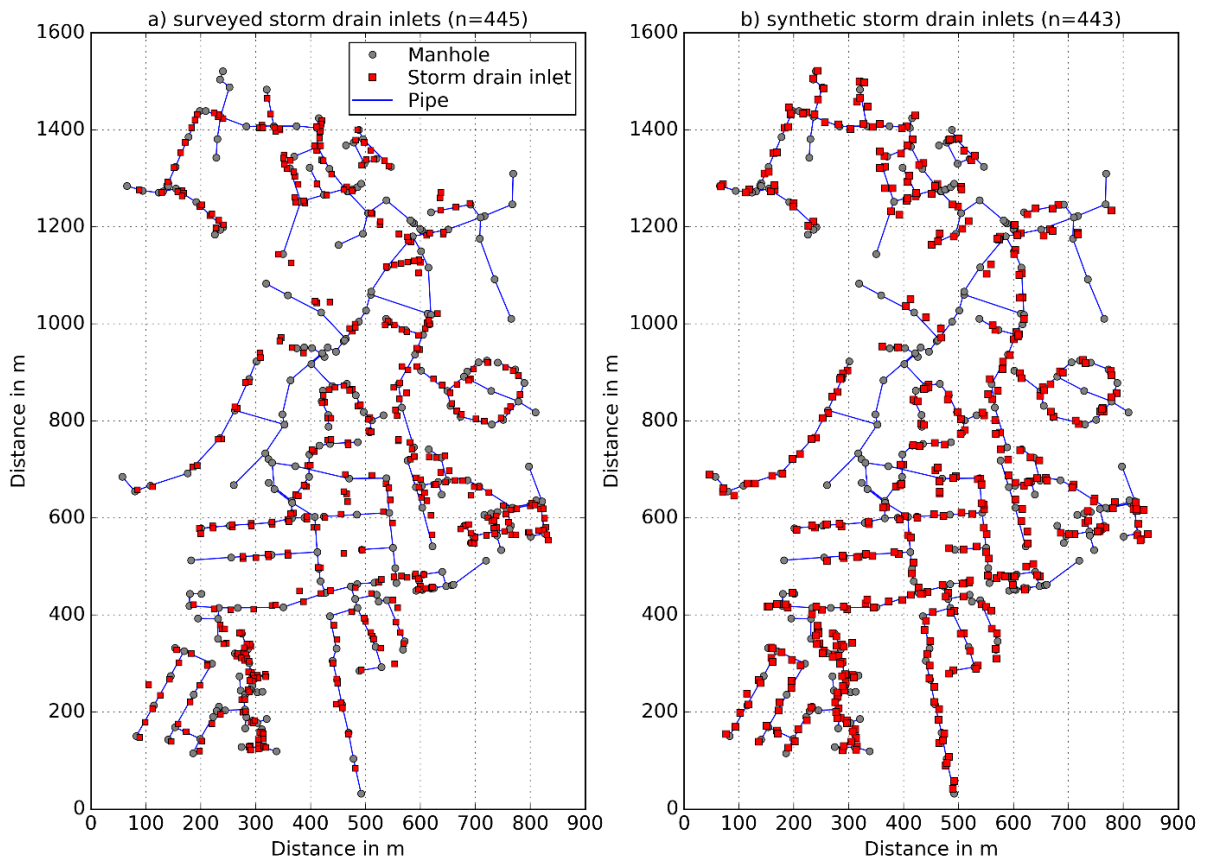 a) surveyed storm drain inlets (n=445)
Manhole
Storm drain inlet
Pipe
1600
1400
1200
1000
800
600
400
200
0
Distance in m
0 100 200 300 400 500 600 700 800 900
Distance in m
b) synthetic storm drain inlets (n=443)
1600
1400
1200
1000
800
600
400
200
0
Distance in m
0 100 200 300 400 500 600 700 800 900
Distance in m